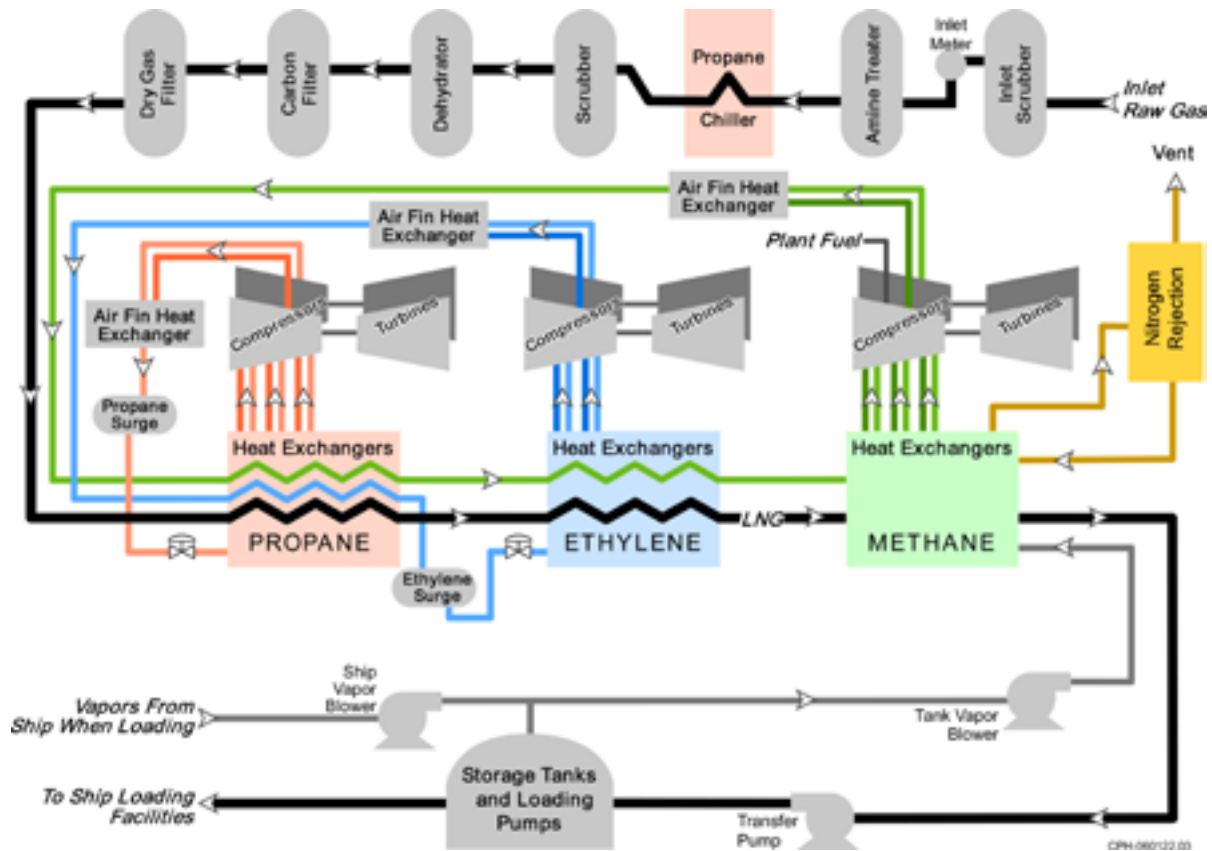 Dry Gas
Filter
Carbon
Filter
Dehydrator
Scrubber
Propane
Chilller
Amine Treater
Inlet
Meter
Inlet
Scrubber
Inlet
Raw Gas
Vent
Air Fin Heat
Exchanger
Air Fin Heat
Exchanger
Plant Fuel
Nitrogen
Rejection
Air Fin Heat
Exchanger
Compressors
Turbines
Compressors
Turbines
Compressors
Turbines
Propane
Surge
Heat Exchangers
Heat Exchangers
Heat Exchangers
LNG
PROPANE
ETHYLENE
METHANE
Ethylene
Surge
Ship
Vapor
Blower
Vapors From
Ship When Loading
Tank Vapor
Blower
Storage Tanks
and Loading
Pumps
To Ship Loading
Facilities
Transfer
Pump
CPH-060122.03